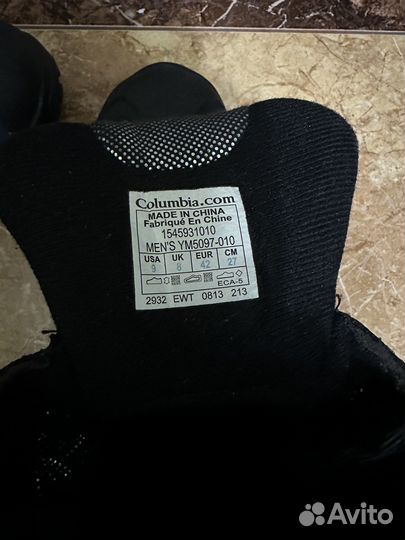 Columbia.com
MADE IN CHINA
Fabriqué En Chine
1545931010
MEN'S YM5097-010
USA UK EUR CM
9 8 42 27
ECA-5
2932 EWT 0813 213
Avito